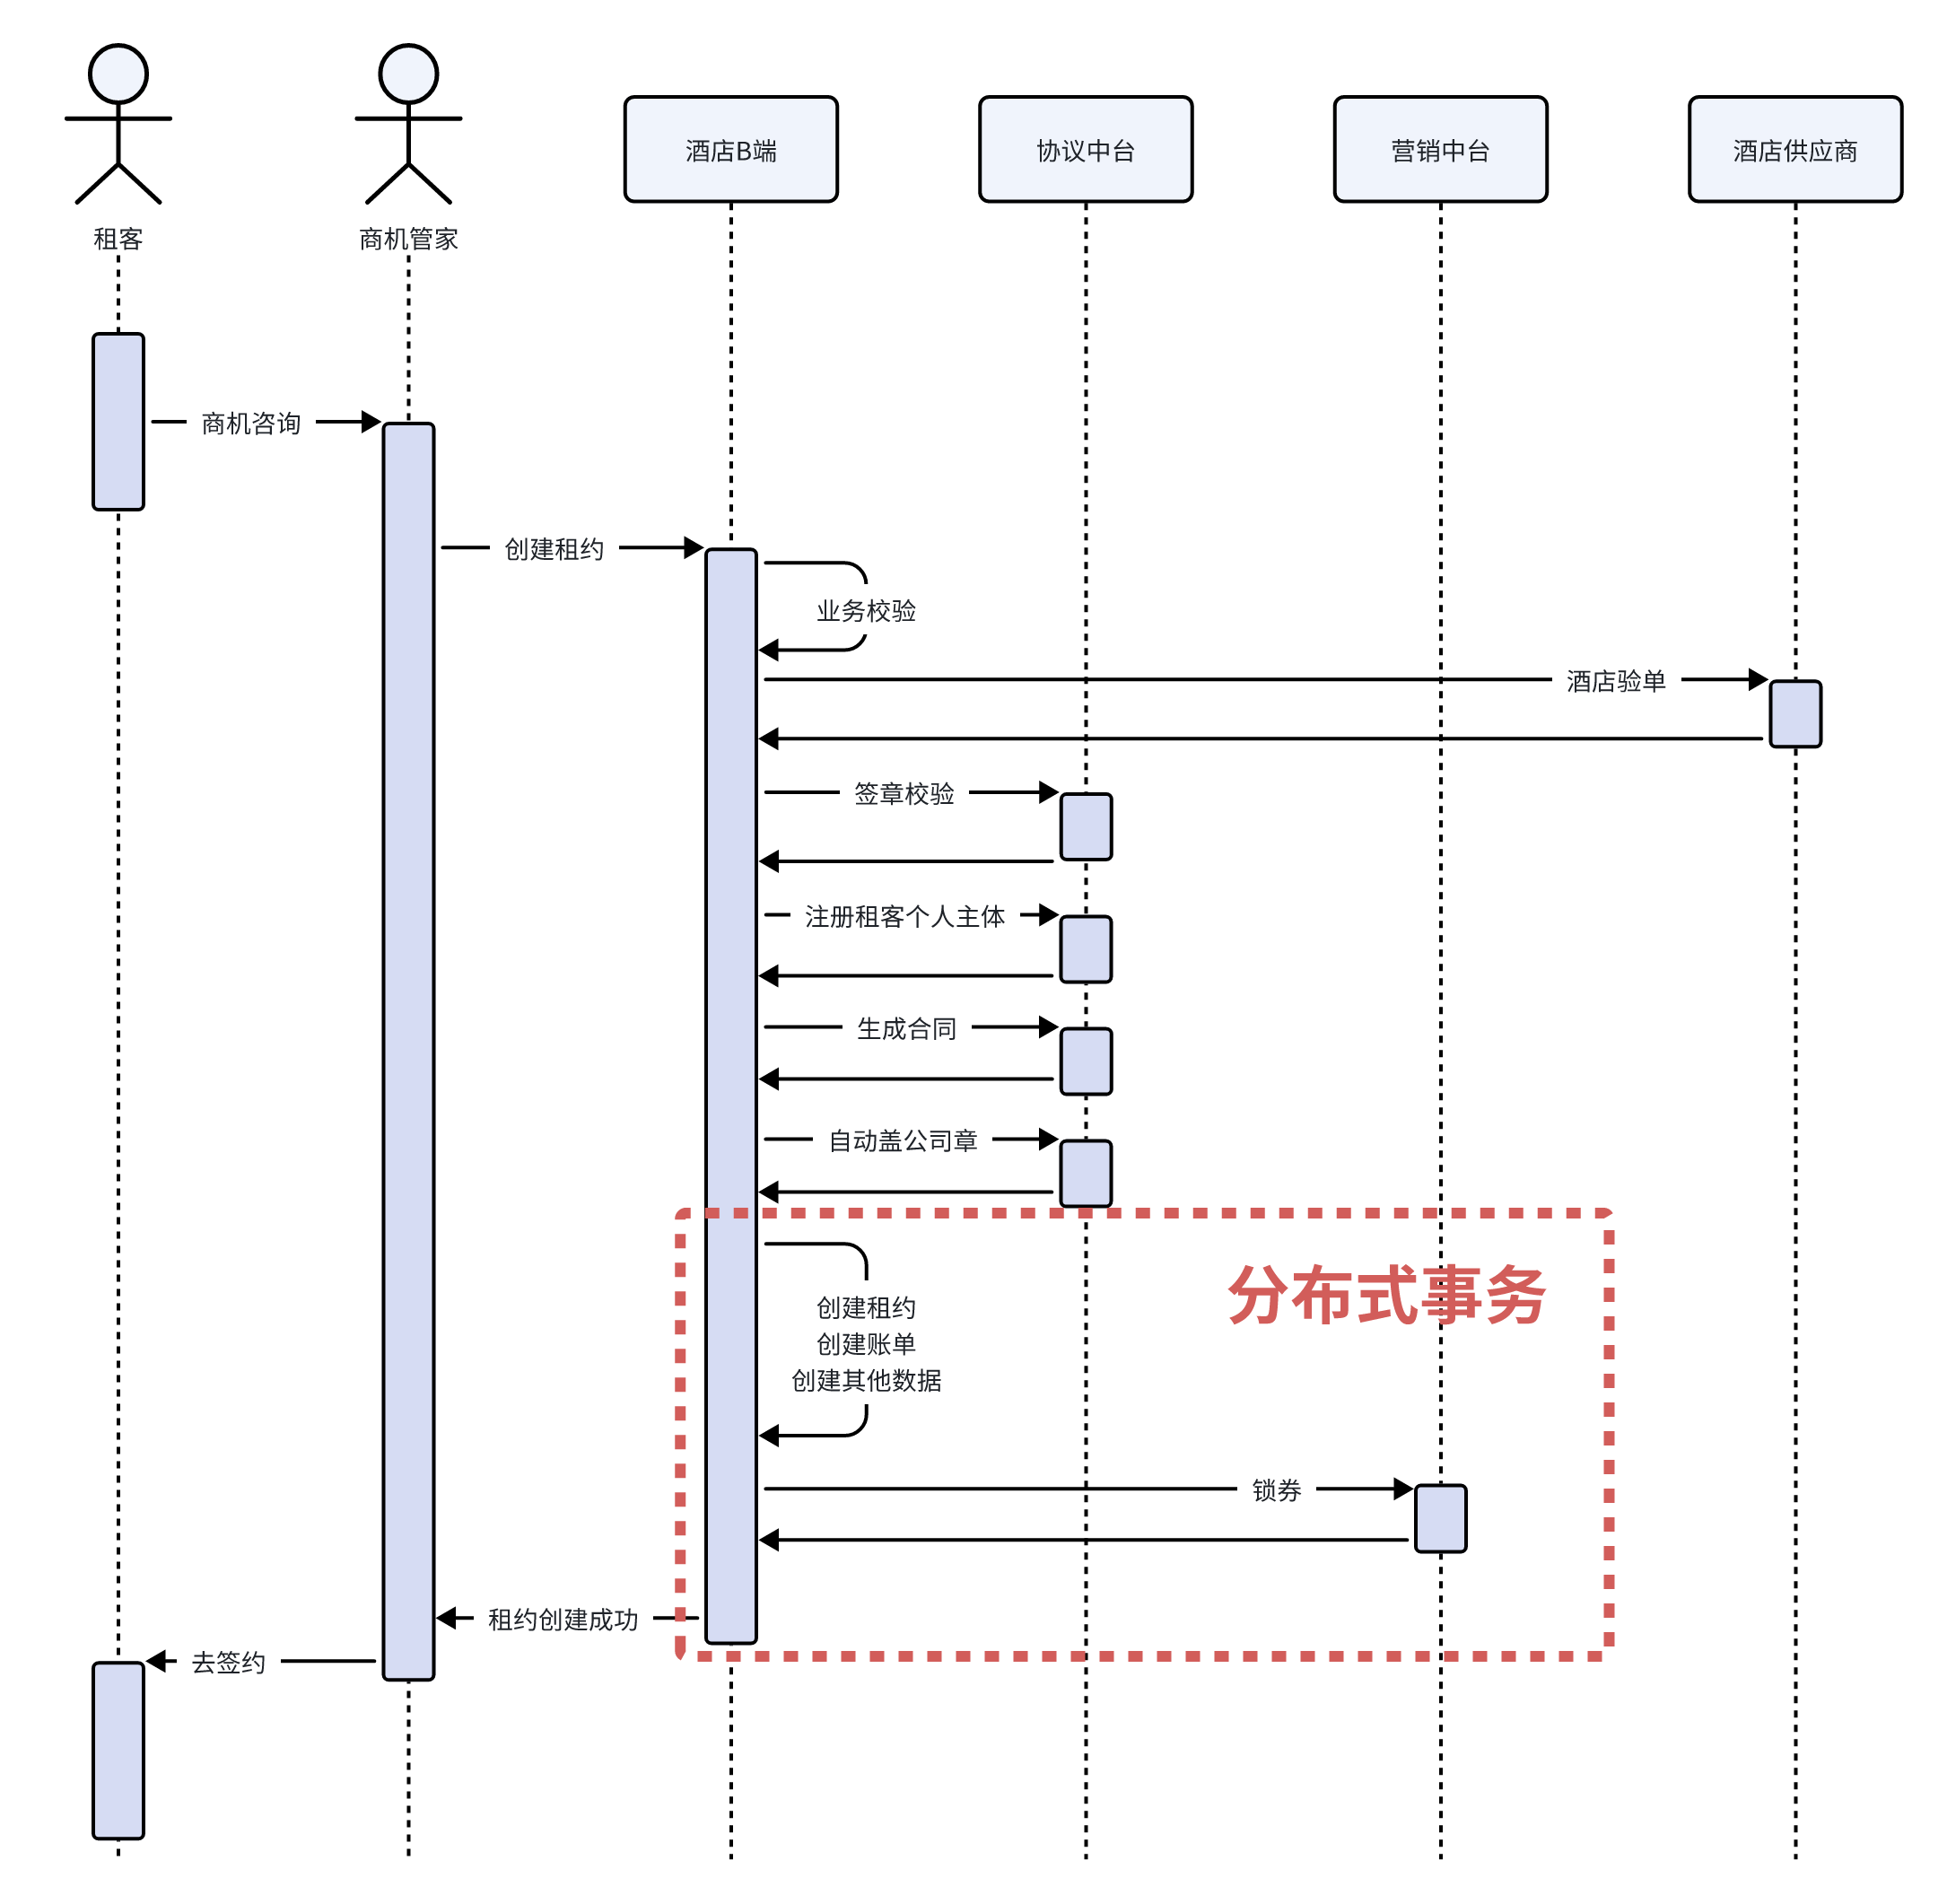 酒店B端
协议中台
营销中台
酒店供应商
租客
商机管家
商机咨询
创建租约
业务校验
酒店验单
签章校验
注册租客个人主体
生成合同
自动盖公司章
分布式事务
创建租约
创建账单
创建其他数据
锁券
租约创建成功
去签约